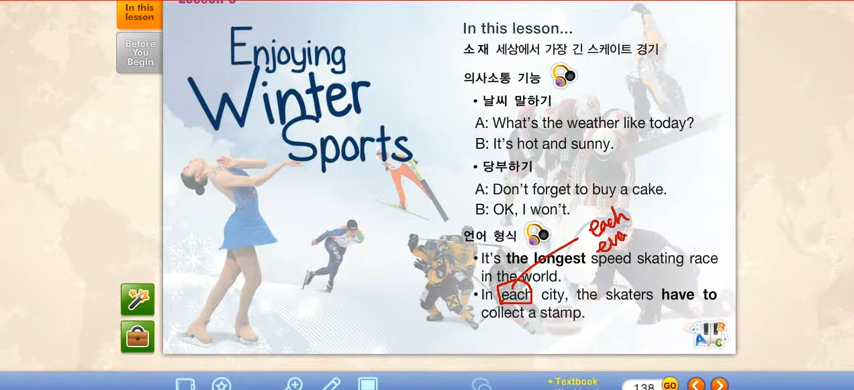 In this
lesson
Before
You
Begin
Enjoying
Winter
Sports
In this lesson...
소 재 세상에서 가장 긴 스케이트 경기
의사소통 기능
• 날씨 말하기
A: What's the weather like today?
B: It's hot and sunny.
• 당부하기
A: Don't forget to buy a cake.
B: OK, I won't.
each
언어 형식
• It's the longest speed skating race
in the world.
• In each city, the skaters have to
collect a stamp.
• Textbook
138
GO